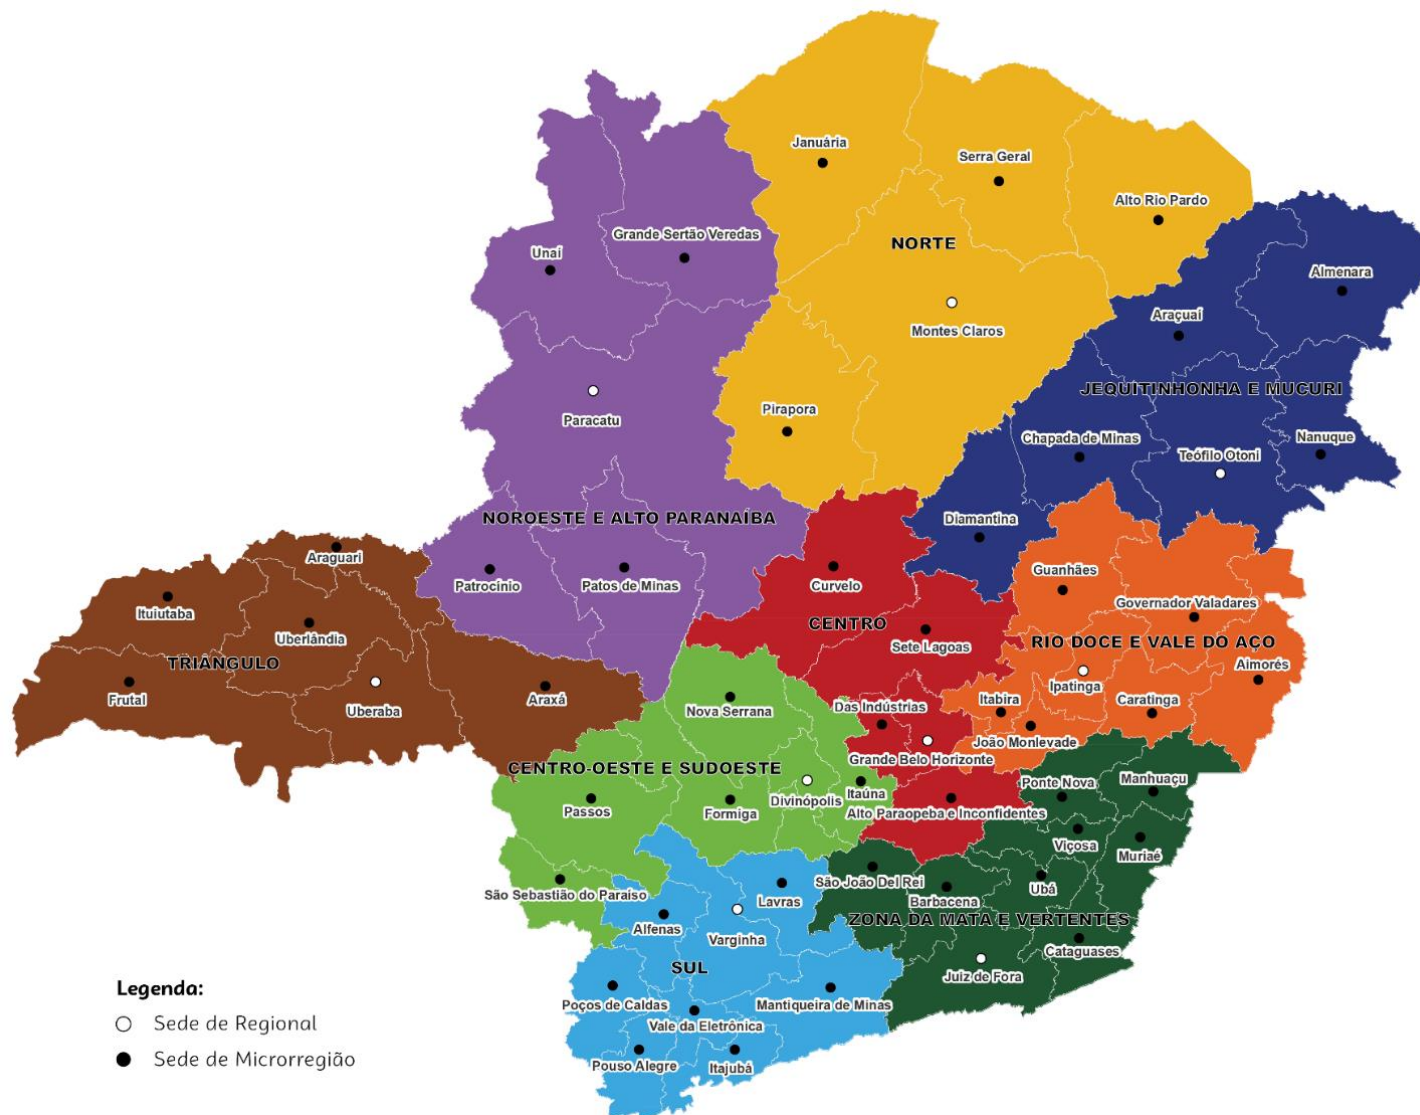 Januária
Serra Geral
Alto Rio Pardo
Grande Sertão Veredas
NORTE
Unaí
Almenara
Araçuaí
Montes Claros
JEQUITINHONHA E MUCURI
Pirapora
Paracatu
Chapada de Minas
Nanuque
Teófilo Otoni
NOROESTE E ALTO PARANAÍBA
Diamantina
Araguari
Guanhães
Patrocínio
Patos de Minas
Curvelo
Ituiutaba
Governador Valadares
CENTRO
Uberlândia
RIO DOCE E VALE DO AÇO
Sete Lagoas
TRIANGULO
Aimorés
Ipatinga
Frutal
Araxá
Itabira
Caratinga
Das Indústrias
Uberaba
Nova Serrana
João Monlevade
Grande Belo Horizonte
CENTRO-OESTE E SUDOESTE
Manhuaçu
Ponte Nova
Itaúna
Divinópolis
Passos
Formiga
Alto Paraopeba e Inconfidentes
Viçosa
Muriaé
São João Del Rei
Ubá
São Sebastião do Paraíso
Lavras
Barbacena
ZONA DA MATA E VERTENTES
Alfenas
Varginha
Cataguases
SUL
Juiz de Fora
Poços de Caldas
Mantiqueira de Minas
Vale da Eletrônica
Pouso Alegre
Itajubá
Legenda:
Sede de Regional
Sede de Microrregião